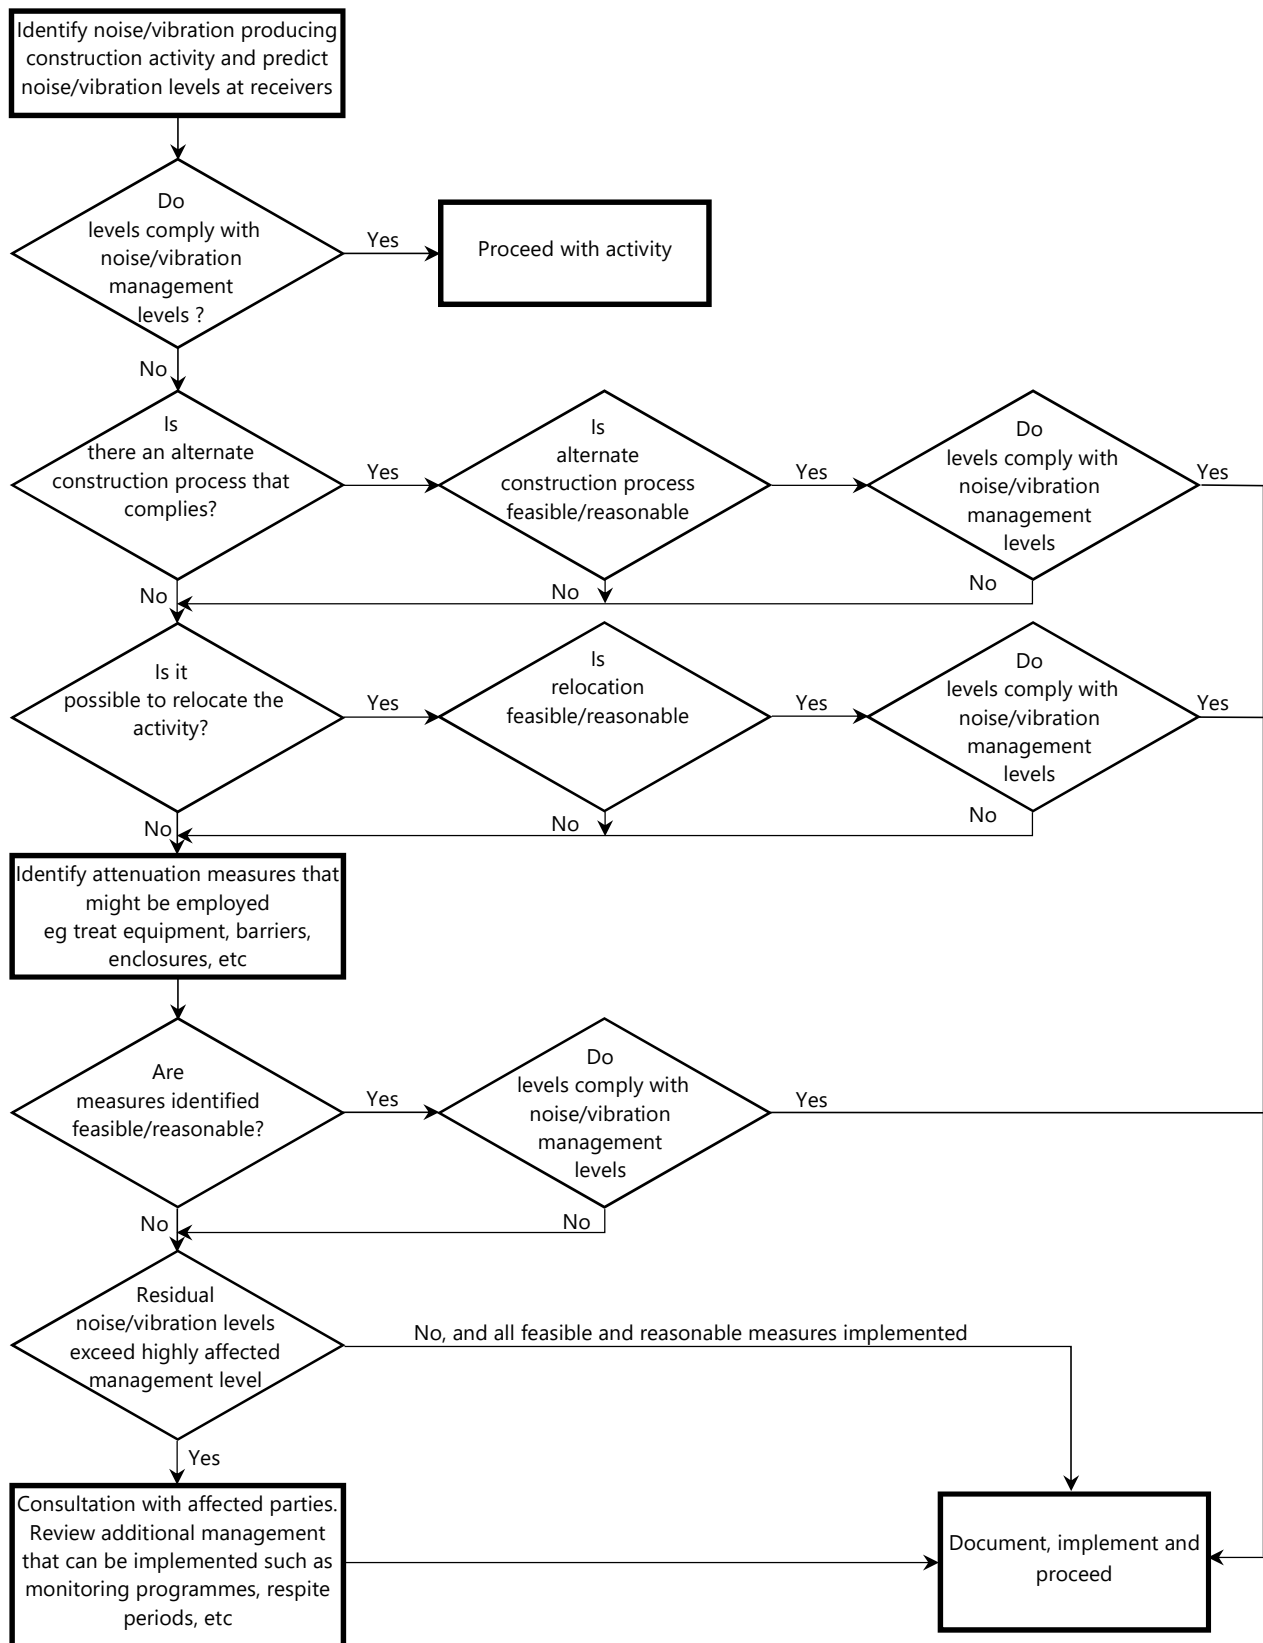 Identify noise/vibration producing
construction activity and predict
noise/vibration levels at receivers
Do
levels comply with
noise/vibration
management
levels ?
Yes
Proceed with activity
No
Is
there an alternate
construction process that
complies?
Yes
Is
alternate
construction process
feasible/reasonable
Yes
Do
levels comply with
noise/vibration
management
levels
Yes
No
No
No
Is it
possible to relocate the
activity?
Yes
Is
relocation
feasible/reasonable
Yes
Do
levels comply with
noise/vibration
management
levels
Yes
No
No
No
Identify attenuation measures that
might be employed
eg treat equipment, barriers,
enclosures, etc
Are
measures identified
feasible/reasonable?
Yes
Do
levels comply with
noise/vibration
management
levels
Yes
No
No
Residual
noise/vibration levels
exceed highly affected
management level
No, and all feasible and reasonable measures implemented
Yes
Consultation with affected parties.
Review additional management
that can be implemented such as
monitoring programmes, respite
periods, etc
Document, implement and
proceed